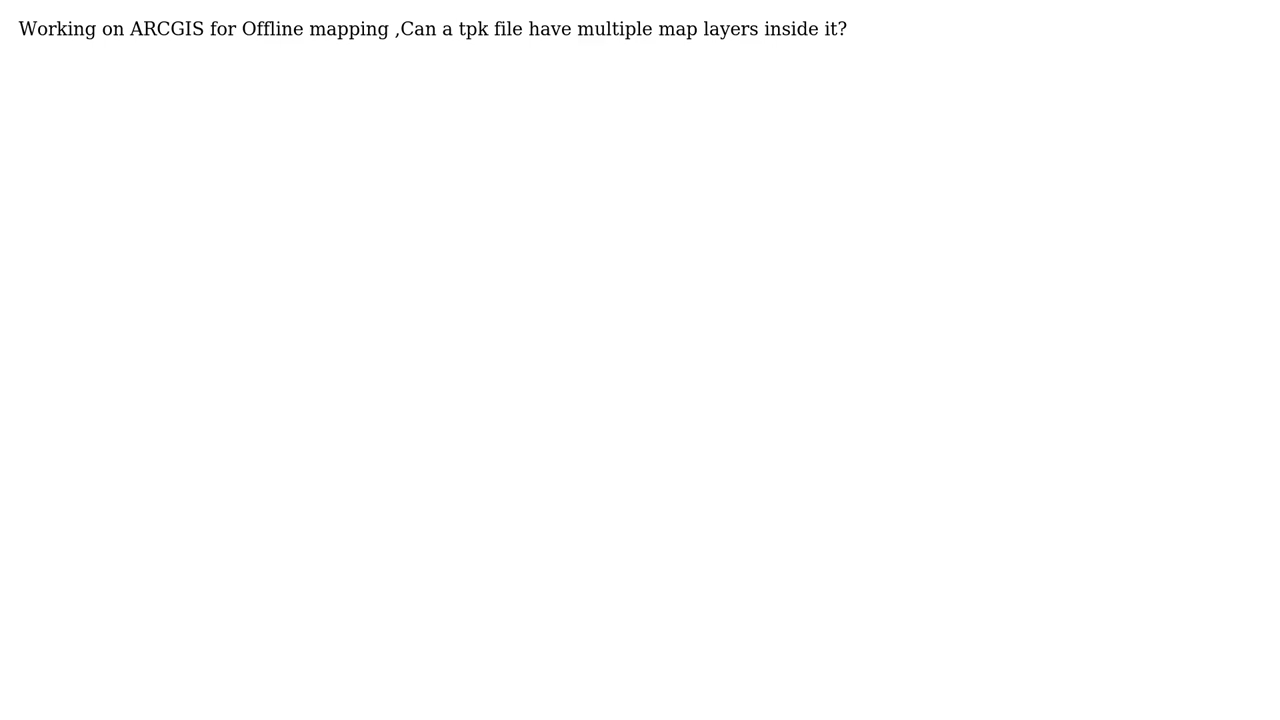 Working on ARCGIS for Offline mapping ,Can a tpk file have multiple map layers inside it?